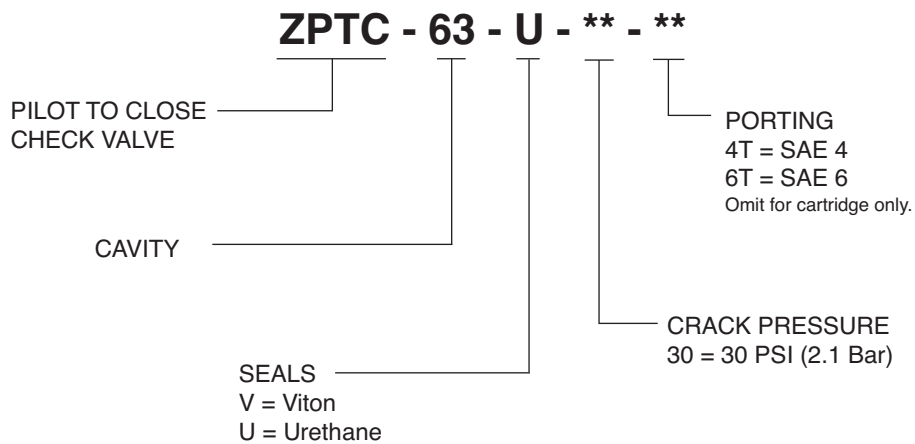 ZPTC - 63 - U - ** - **
PILOT TO CLOSE
CHECK VALVE
PORTING
4T = SAE 4
6T = SAE 6
Omit for cartridge only.
CAVITY
CRACK PRESSURE
30 = 30 PSI (2.1 Bar)
SEALS
V = Viton
U = Urethane